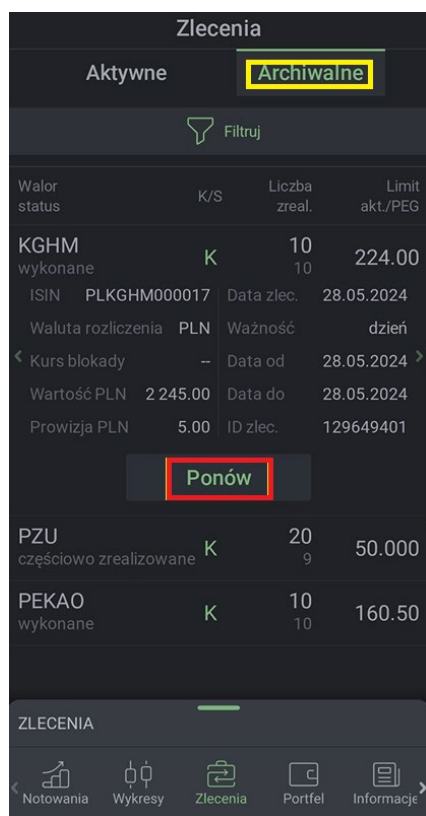 Zlecenia
Aktywne Archiwalne
Filtruj
Walor status K/S Liczba zreal. Limit akt./PEG
KGHM wykonane K 10 10 224.00
ISIN PLKGHM000017 Data zlec. 28.05.2024
Waluta rozliczenia PLN Ważność dzień
Kurs blokady -- Data od 28.05.2024
Wartość PLN 2 245.00 Data do 28.05.2024
Prowizja PLN 5.00 ID zlec. 129649401
Ponów
PZU częściowo zrealizowane K 20 9 50.000
PEKAO wykonane K 10 10 160.50
ZLECENIA
Notowania Wykresy Zlecenia Portfel Informacje